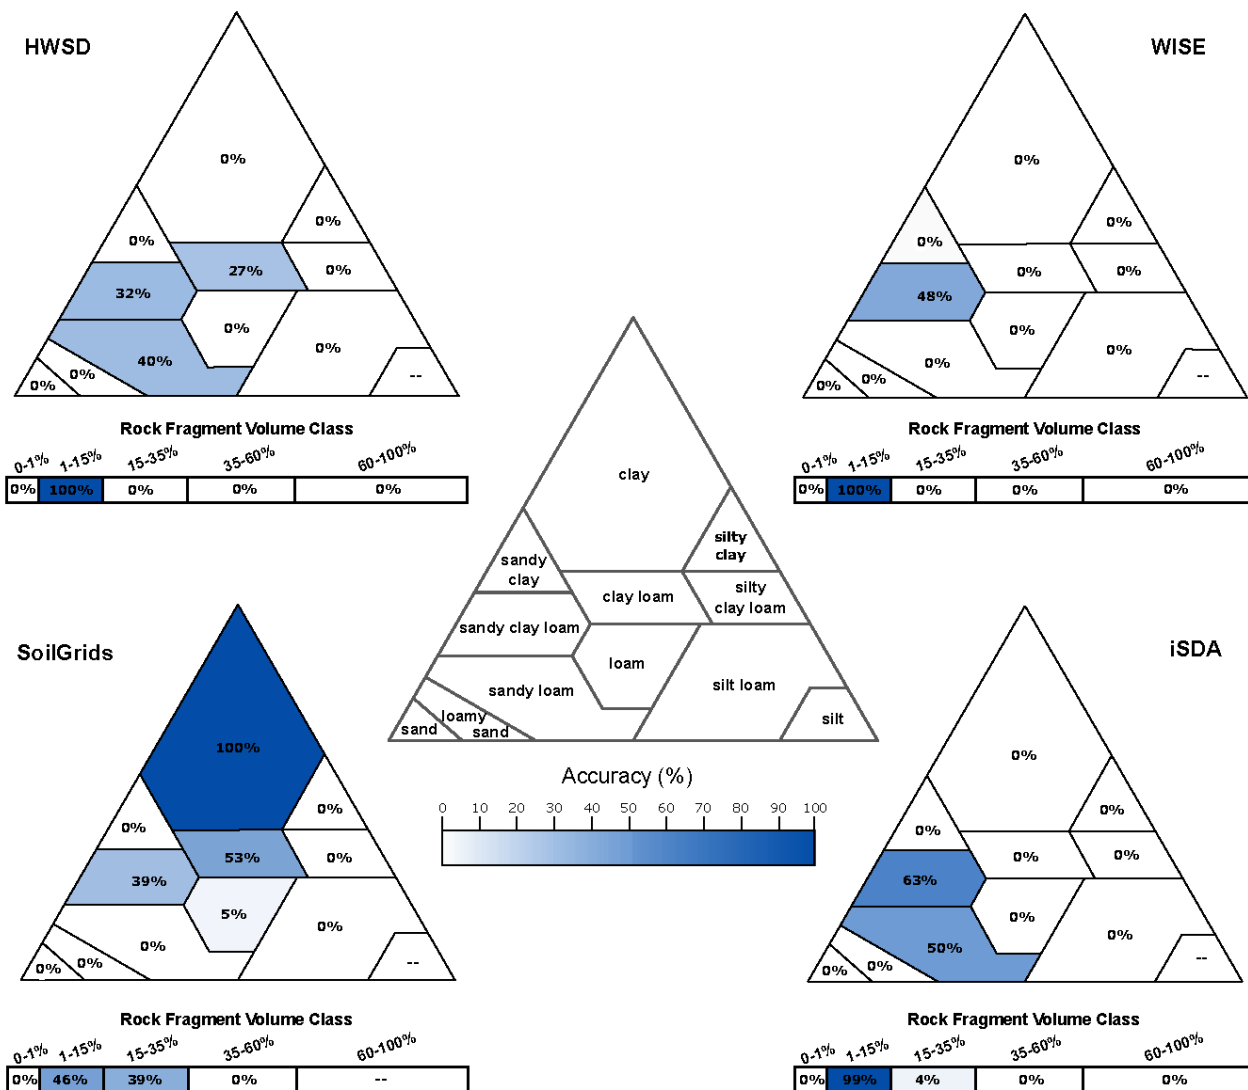 HWSD
0%
0%
0%
27%
0%
32%
0%
0%
40%
0%
0%
--
Rock Fragment Volume Class
0-1% 1-15% 15-35% 35-60% 60-100%
0% 100% 0% 0% 0%
WISE
0%
0%
0%
0%
0%
48%
0%
0%
0%
0%
0%
--
Rock Fragment Volume Class
0-1% 1-15% 15-35% 35-60% 60-100%
0% 100% 0% 0% 0%
clay
silty
clay
sandy
clay
clay loam
silty
clay loam
sandy clay loam
loam
sandy loam
silt loam
loamy
sand
sand
silt
Accuracy (%)
0 10 20 30 40 50 60 70 80 90 100
SoilGrids
100%
0%
0%
53%
0%
39%
5%
0%
0%
0%
0%
--
Rock Fragment Volume Class
0-1% 1-15% 15-35% 35-60% 60-100%
0% 46% 39% 0% --
iSDA
0%
0%
0%
0%
0%
63%
0%
50%
0%
0%
0%
--
Rock Fragment Volume Class
0-1% 1-15% 15-35% 35-60% 60-100%
0% 99% 4% 0% 0%